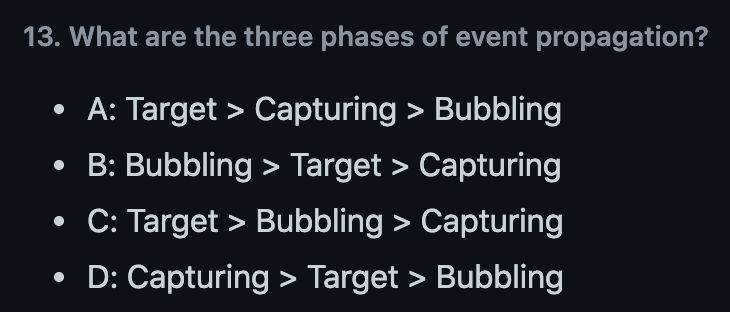 13. What are the three phases of event propagation?
• A: Target > Capturing > Bubbling
• B: Bubbling > Target > Capturing
• C: Target > Bubbling > Capturing
• D: Capturing > Target > Bubbling